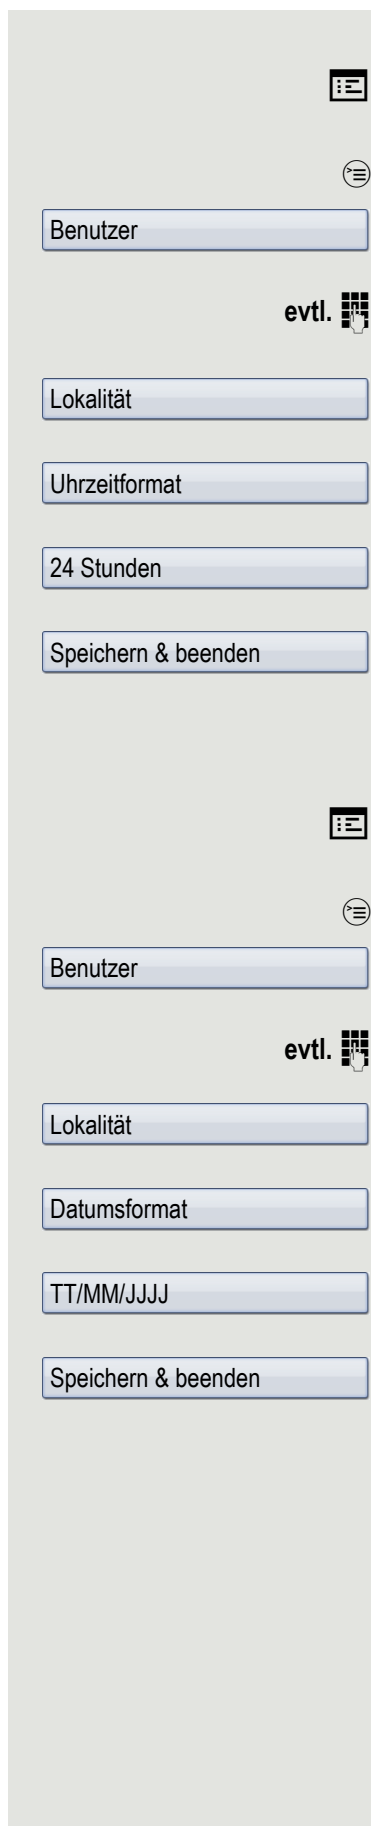 Benutzer
evtl.
Lokalität
Uhrzeitformat
24 Stunden
Speichern & beenden
Benutzer
evtl.
Lokalität
Datumsformat
TT/MM/JJJJ
Speichern & beenden